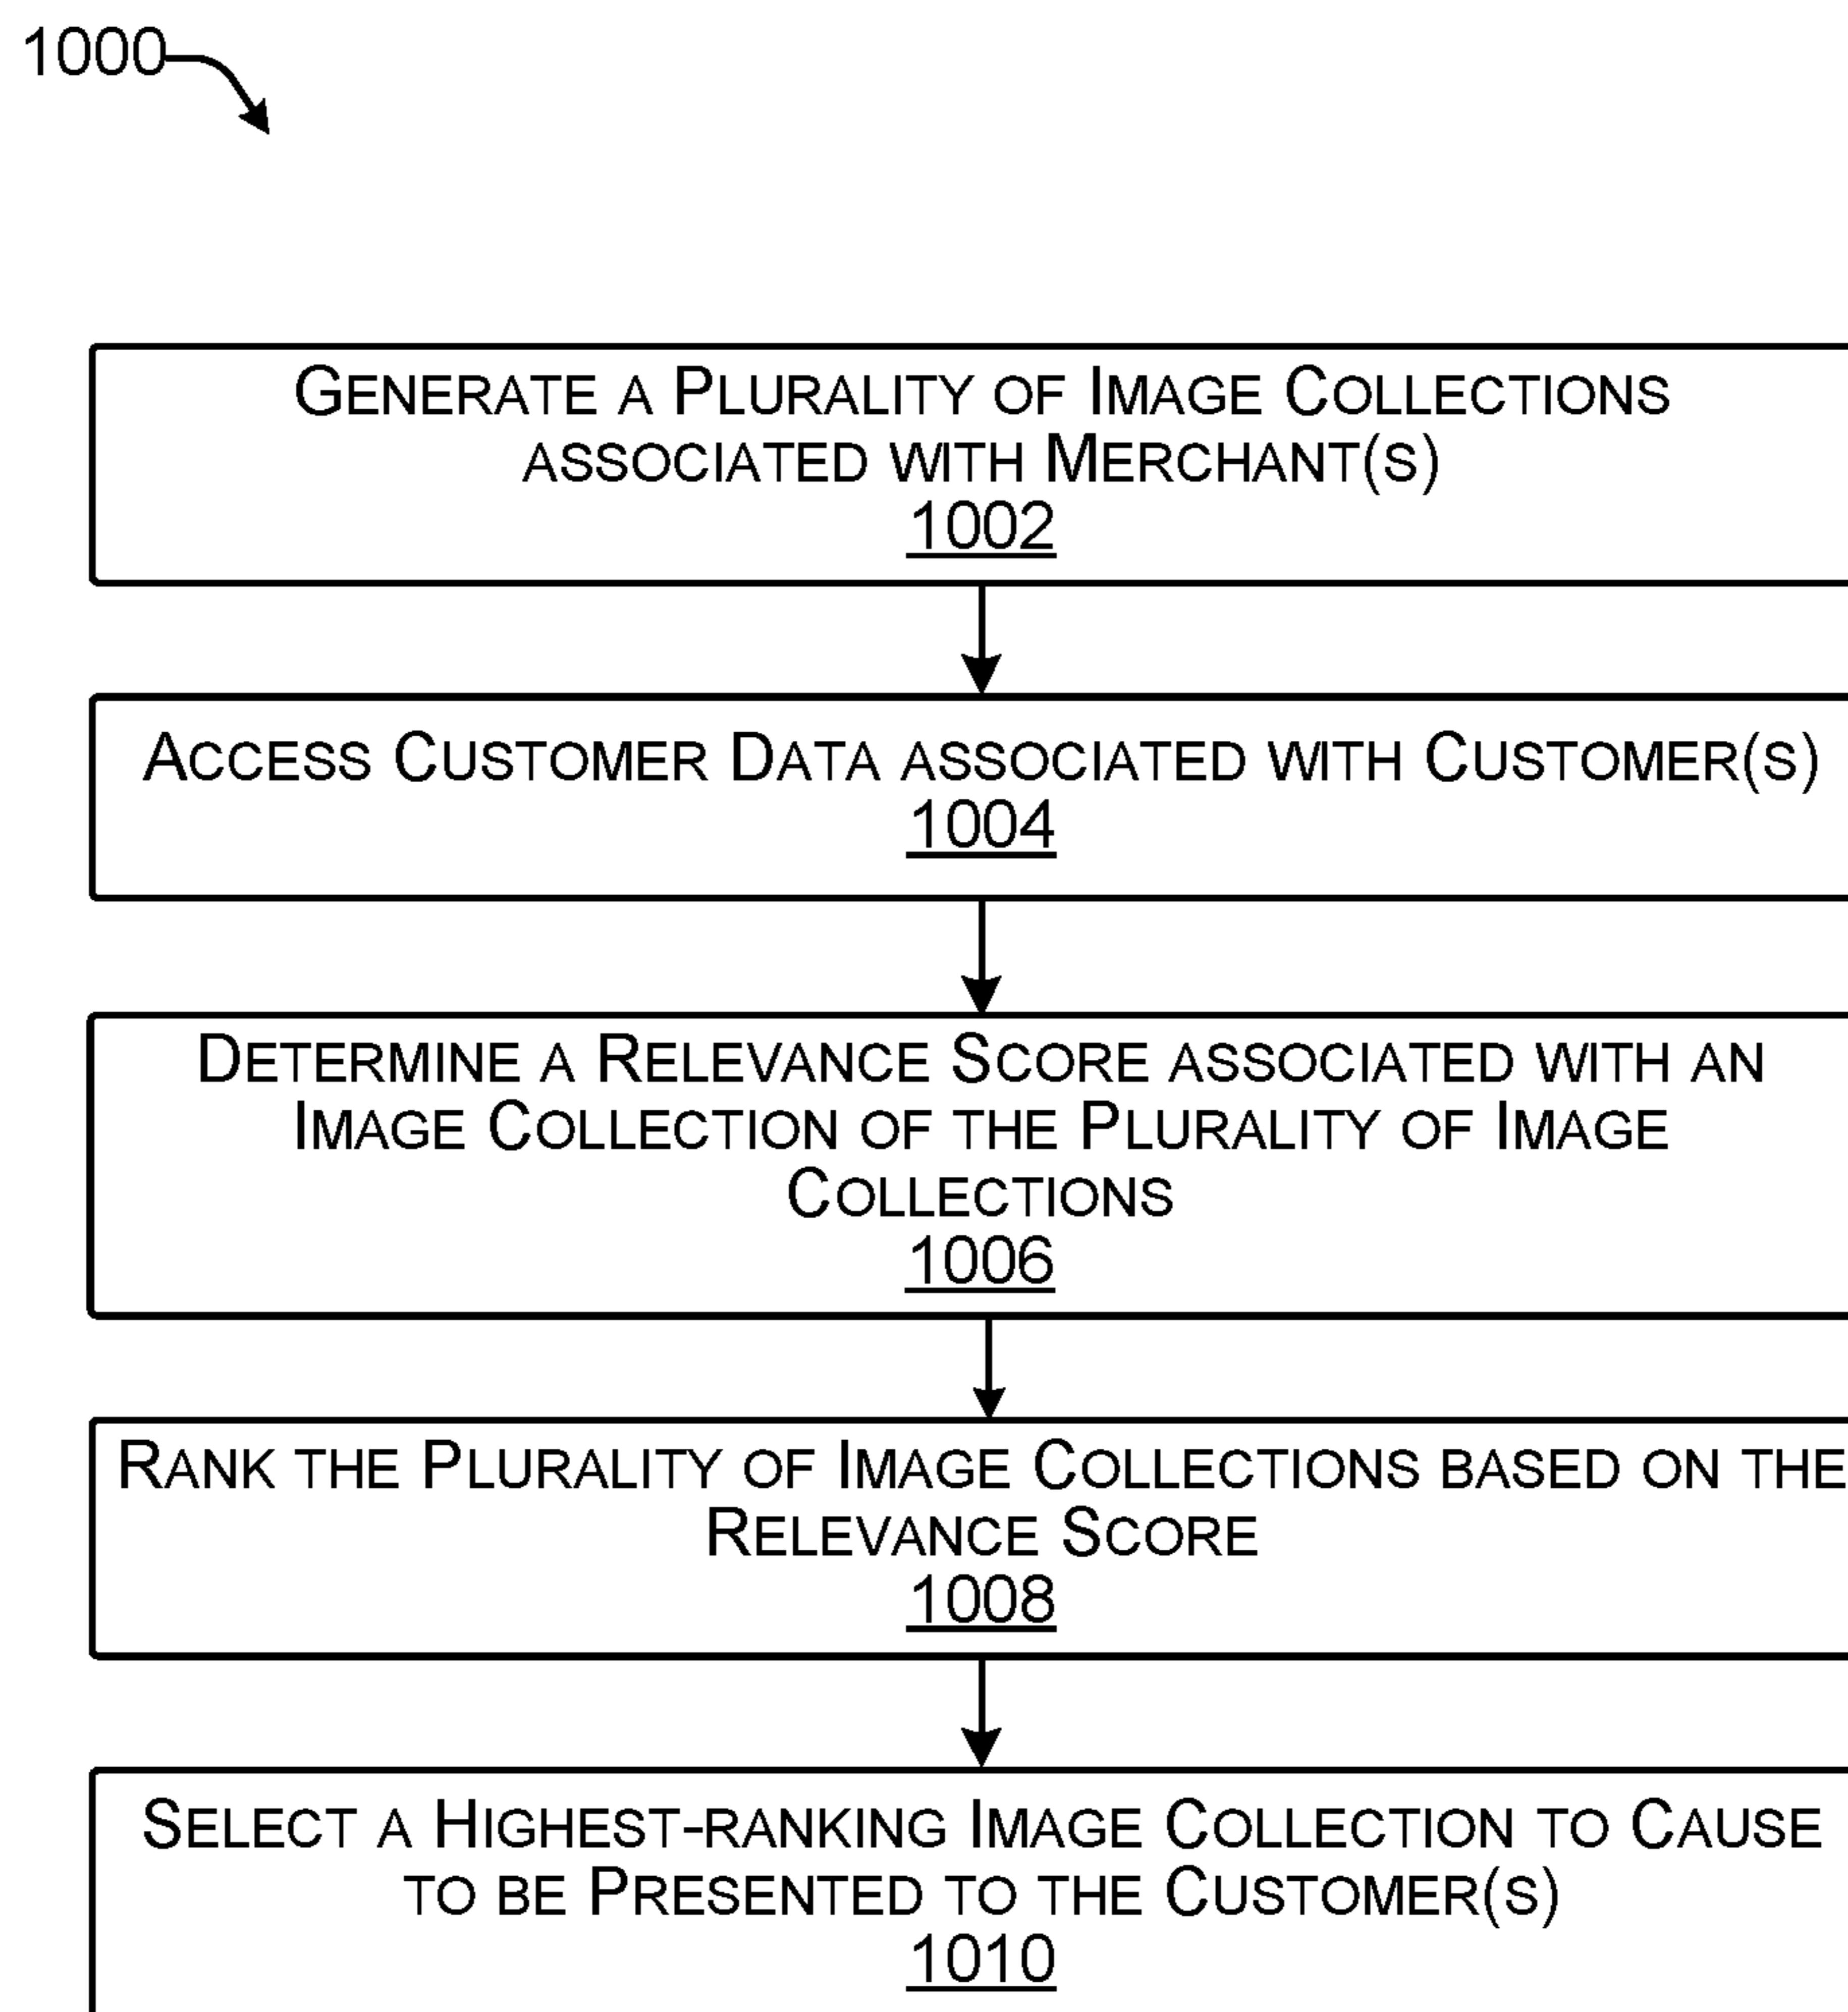 1000
GENERATE A PLURALITY OF IMAGE COLLECTIONS
ASSOCIATED WITH MERCHANT(S)
1002
ACCESS CUSTOMER DATA ASSOCIATED WITH CUSTOMER(S)
1004
DETERMINE A RELEVANCE SCORE ASSOCIATED WITH AN
IMAGE COLLECTION OF THE PLURALITY OF IMAGE
COLLECTIONS
1006
RANK THE PLURALITY OF IMAGE COLLECTIONS BASED ON THE
RELEVANCE SCORE
1008
SELECT A HIGHEST-RANKING IMAGE COLLECTION TO CAUSE
TO BE PRESENTED TO THE CUSTOMER(S)
1010